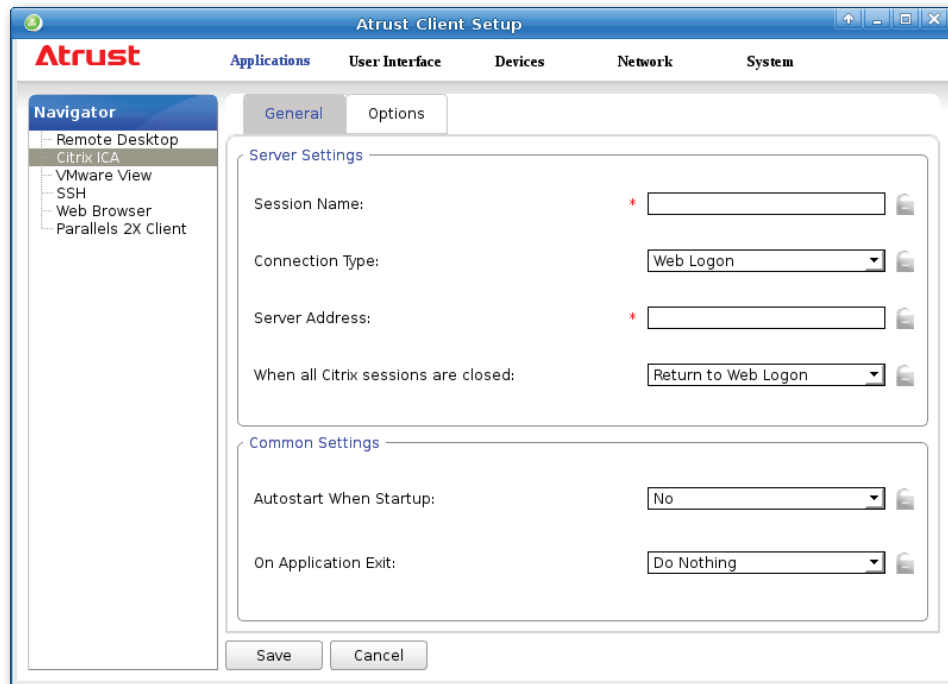 Atrust Client Setup
Atrust
Applications User Interface Devices Network System
Navigator
Remote Desktop
Citrix ICA
VMware View
SSH
Web Browser
Parallels 2X Client
General Options
Server Settings
Session Name: *
Connection Type: Web Logon
Server Address: *
When all Citrix sessions are closed: Return to Web Logon
Common Settings
Autostart When Startup: No
On Application Exit: Do Nothing
Save Cancel